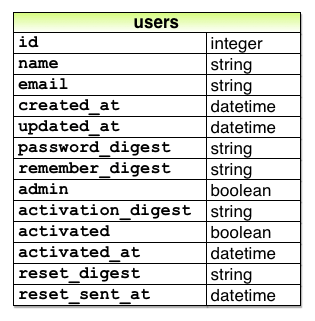 users
id integer
name string
email string
created_at datetime
updated_at datetime
password_digest string
remember_digest string
admin boolean
activation_digest string
activated boolean
activated_at datetime
reset_digest string
reset_sent_at datetime